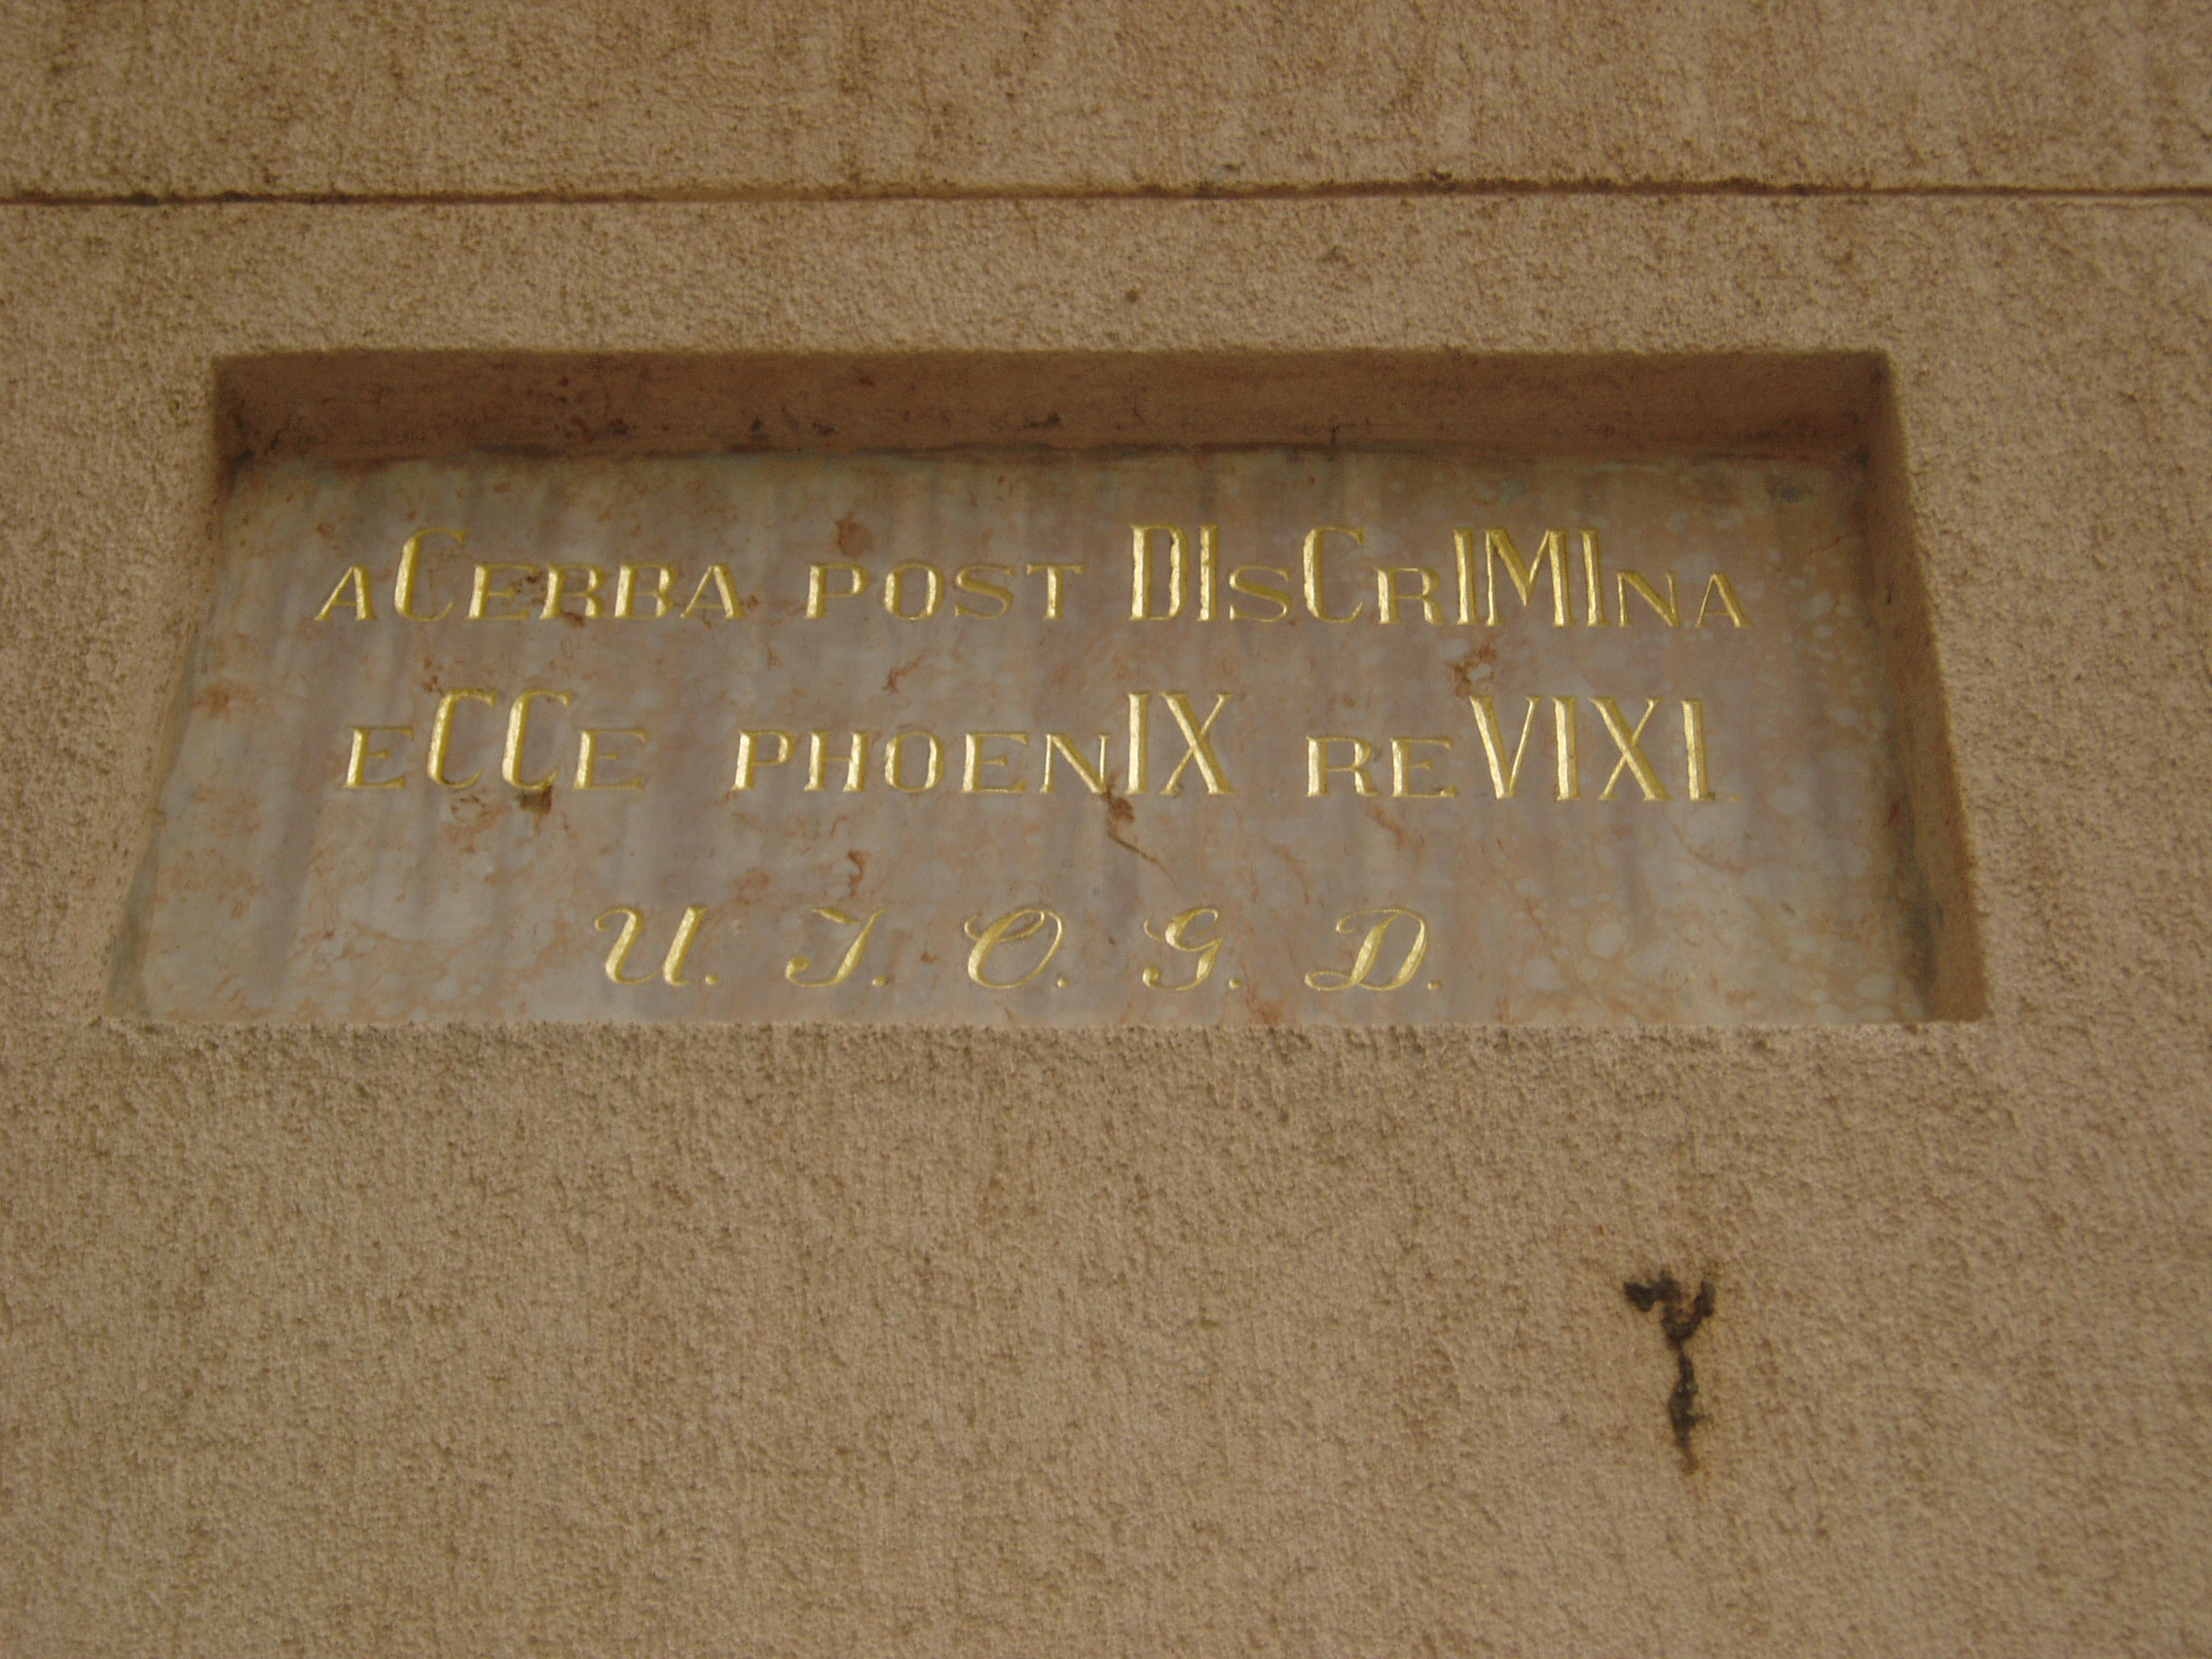 aCerba post DIsCrIMIna
eCCe phoenIX reVIXI.
U. I. O. G. D.